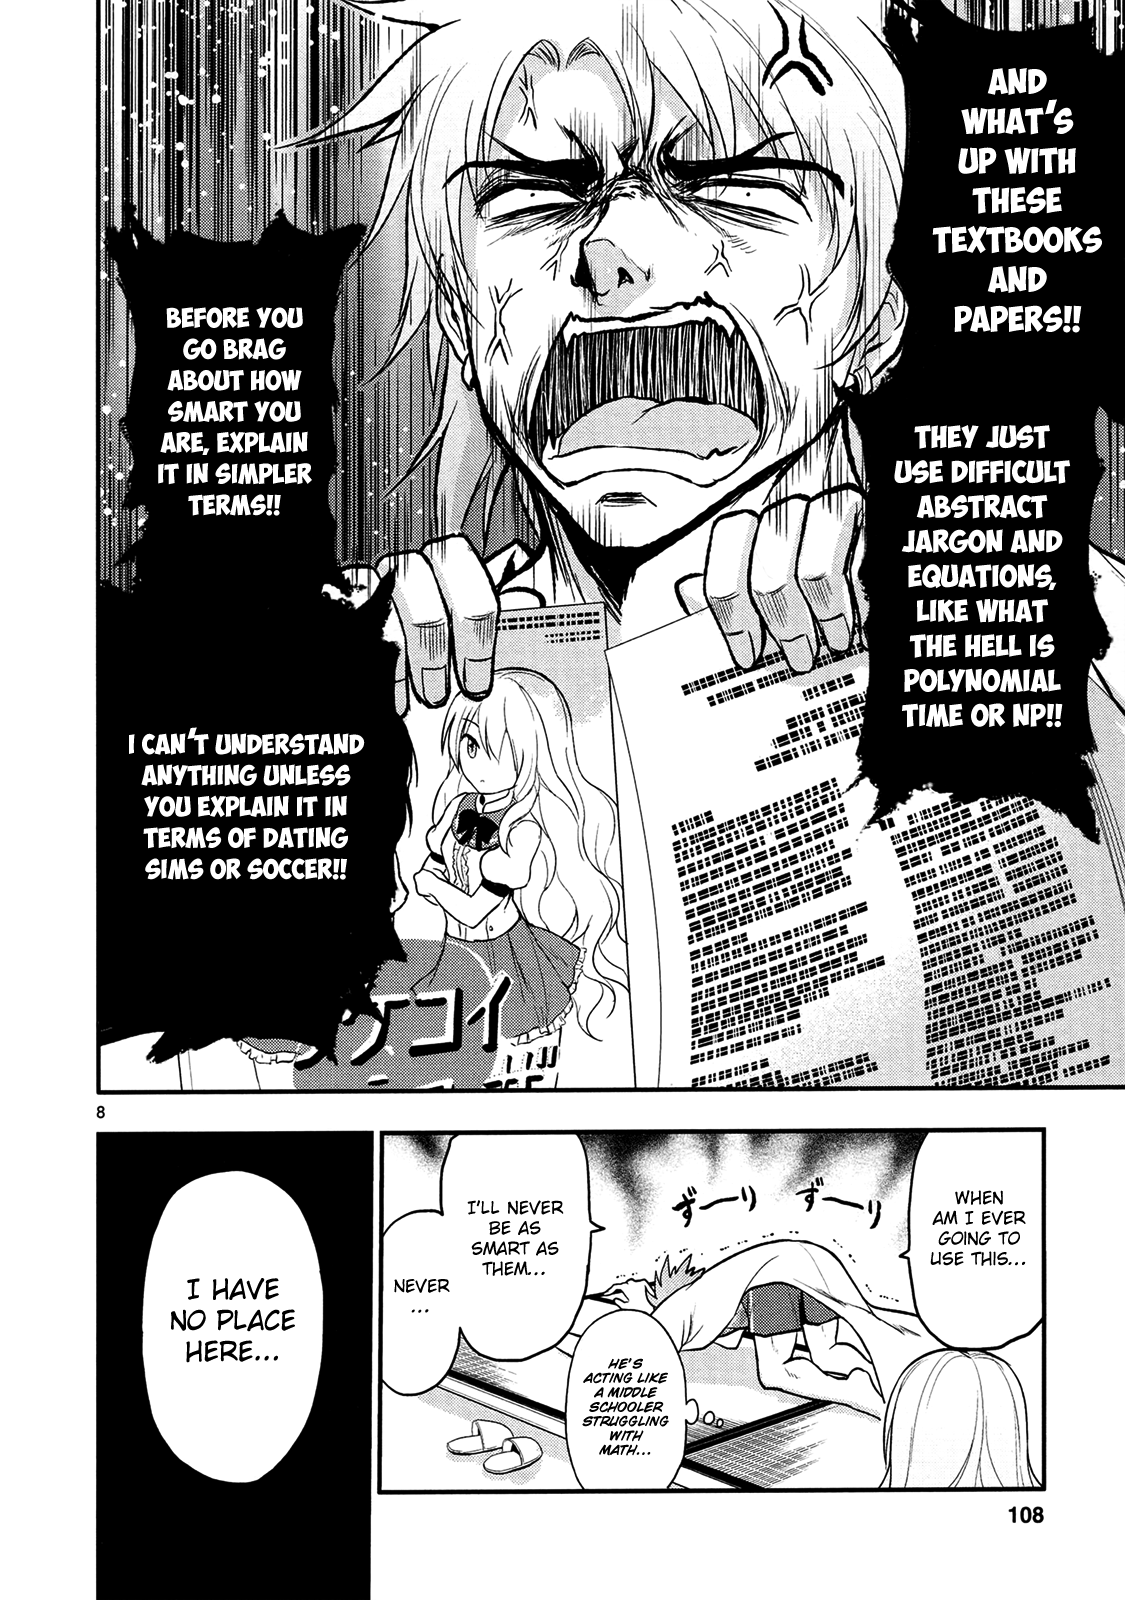 AND
WHAT'S
UP WITH
THESE
TEXTBOOKS
AND
PAPERS!!
THEY JUST
USE DIFFICULT
ABSTRACT
JARGON AND
EQUATIONS,
LIKE WHAT
THE HELL IS
POLYNOMIAL
TIME OR NP!!
BEFORE YOU
GO BRAG
ABOUT HOW
SMART YOU
ARE, EXPLAIN
IT IN SIMPLER
TERMS!!
I CAN'T UNDERSTAND
ANYTHING UNLESS
YOU EXPLAIN IT IN
TERMS OF DATING
SIMS OR SOCCER!!
ケコイ
8
WHEN
AM I EVER
GOING TO
USE THIS...
ず〜り
ず〜り
I'LL NEVER
BE AS
SMART AS
THEM...
NEVER
...
HE'S
ACTING LIKE
A MIDDLE
SCHOOLER
STRUGGLING
WITH
MATH...
I HAVE
NO PLACE
HERE...
108